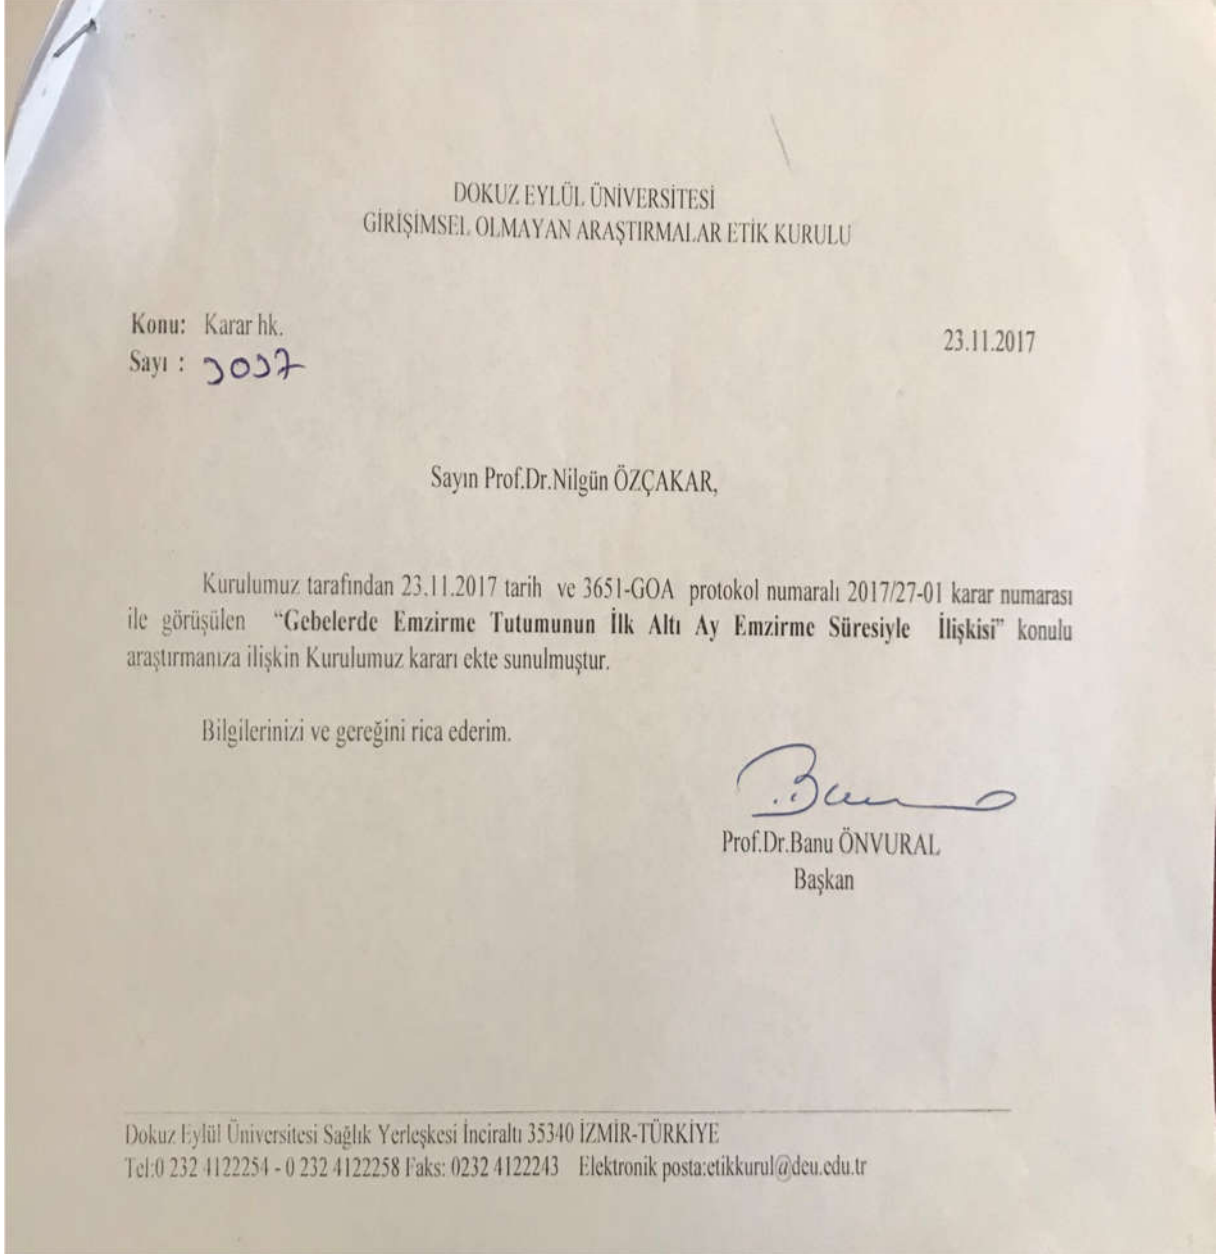 DOKUZ EYLÜL ÜNİVERSİTESİ
GİRİŞİMSEL OLMAYAN ARAŞTIRMALAR ETİK KURULU
Konu: Karar hk.
23.11.2017
Sayı :
Sayın Prof.Dr.Nilgün ÖZÇAKAR,
Kurulumuz tarafından 23.11.2017 tarih ve 3651-GOA protokol numaralı 2017/27-01 karar numarası
ile görüşülen “Gebelerde Emzirme Tutumunun İlk Altı Ay Emzirme Süresiyle İlişkisi” konulu
araştırmanıza ilişkin Kurulumuz kararı ekte sunulmuştur.
Bilgilerinizi ve gereğini rica ederim.
Prof.Dr.Banu ÖNVURAL
Başkan
Dokuz Eylül Üniversitesi Sağlık Yerleşkesi İnciraltı 35340 İZMİR-TÜRKİYE
Tel:0 232 4122254 - 0 232 4122258 Faks: 0232 4122243 Elektronik posta:etikkurul@deu.edu.tr